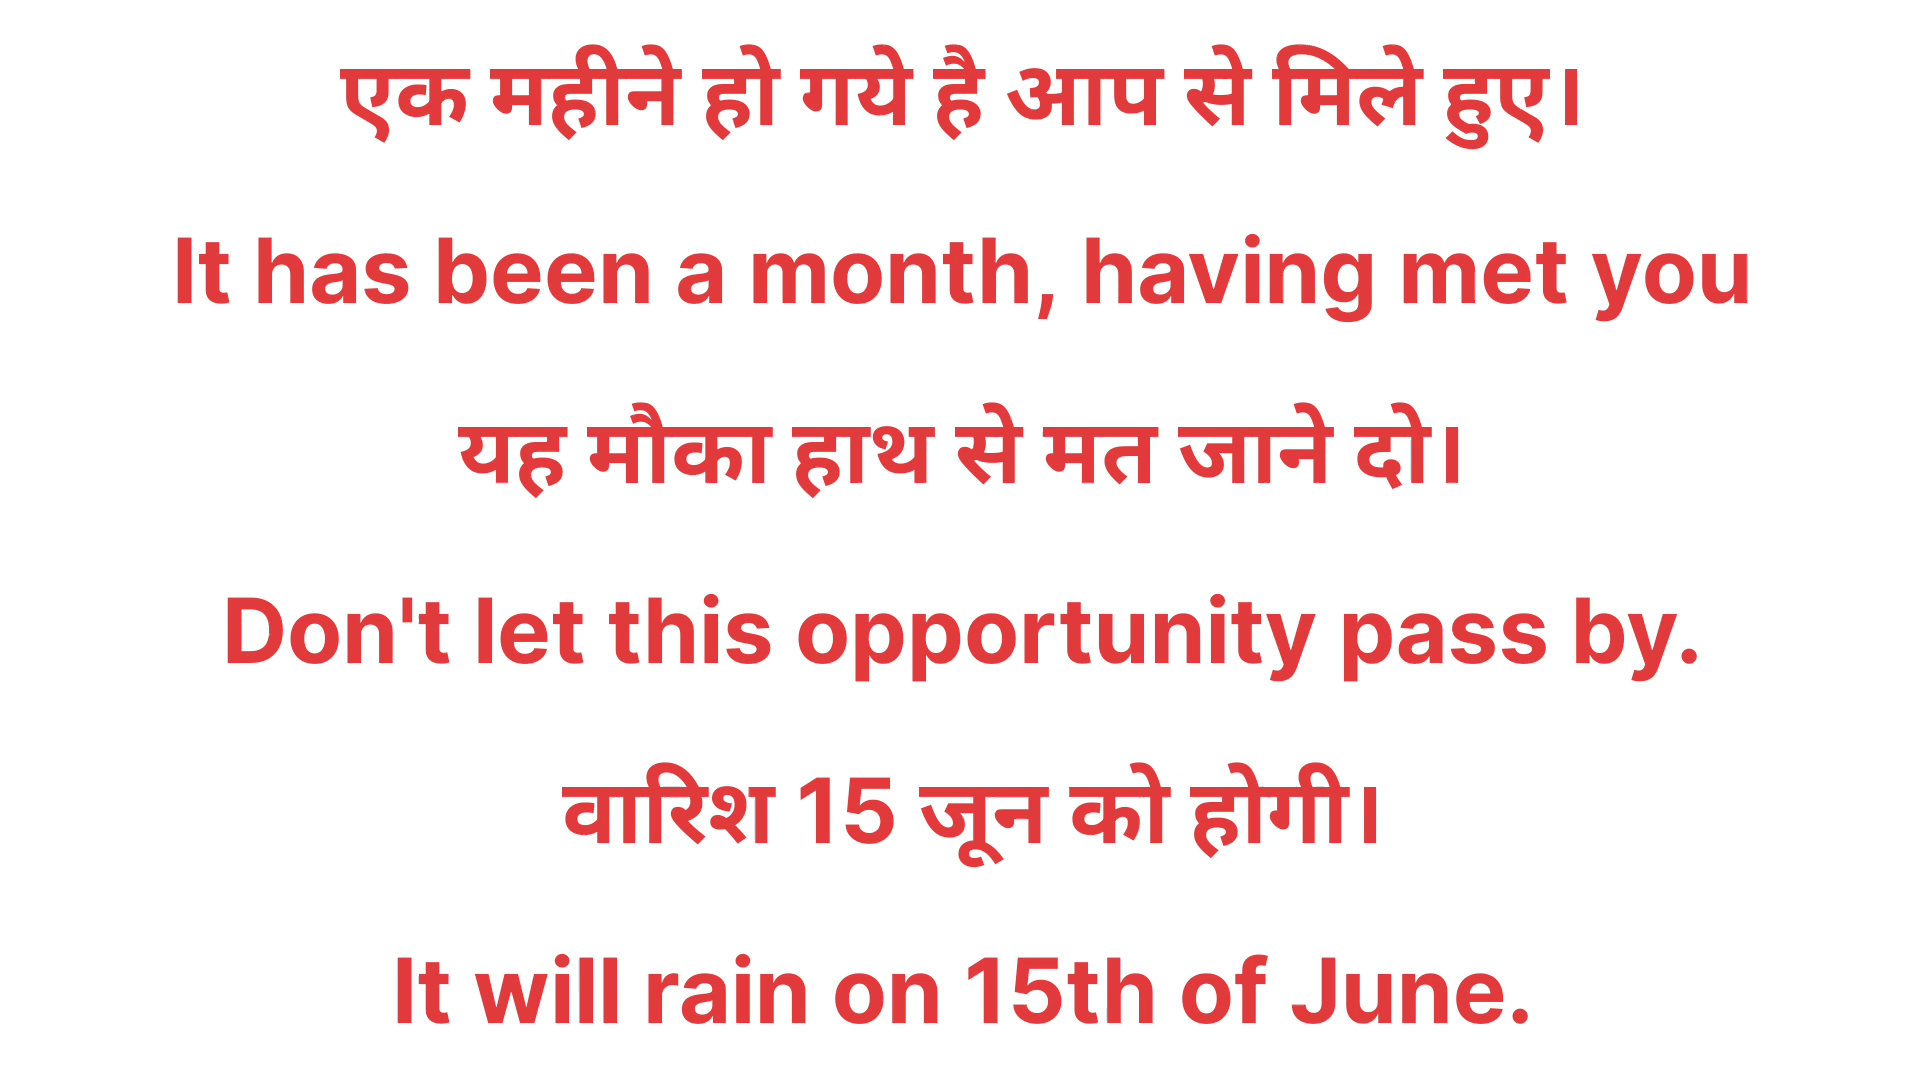 एक महीने हो गये है आप से मिले हुए।
It has been a month, having met you
यह मौका हाथ से मत जाने दो।
Don't let this opportunity pass by.
वारिश 15 जून को होगी।
It will rain on 15th of June.